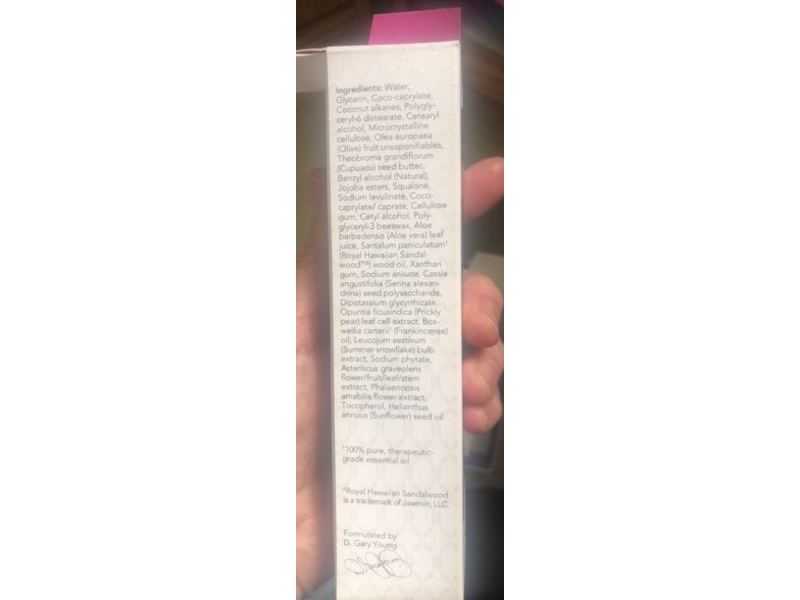 Ingredients: Water,
Glycerin, Coco-caprylate,
Coconut alkanes, Polygly-
ceryl-6 distearate, Cetearyl
alcohol, Microcrystalline
cellulose, Olea europaea
(Olive) fruit unsaponifiables,
Theobroma grandiflorum
(Cupuacu) seed butter,
Benzyl alcohol (Natural),
Jojoba esters, Squalane,
Sodium levulinate, Coco-
caprylate/ caprate, Cellulose
gum, Cetyl alcohol, Poly-
glyceryl-3 beeswax, Aloe
barbadensis (Aloe vera) leaf
juice, Santalum paniculatum†
(Royal Hawaiian Sandal-
wood™Δ) wood oil, Xanthan
gum, Sodium anisate, Cassia
angustifolia (Senna alexan-
drina) seed polysaccharide,
Dipotassium glycyrrhizate,
Opuntia ficusindica (Prickly
pear) leaf cell extract, Bos-
wellia carterii† (Frankincense)
oil, Leucojum aestivum
(Summer snowflake) bulb
extract, Sodium phytate,
Asteriscus graveolens
flower/fruit/leaf/stem
extract, Phalaenopsis
amabilis flower extract,
Tocopherol, Helianthus
annuus (Sunflower) seed oil
†100% pure, therapeutic-
grade essential oil
ΔRoyal Hawaiian Sandalwood
is a trademark of Jawmin, LLC.
Formulated by
D. Gary Young